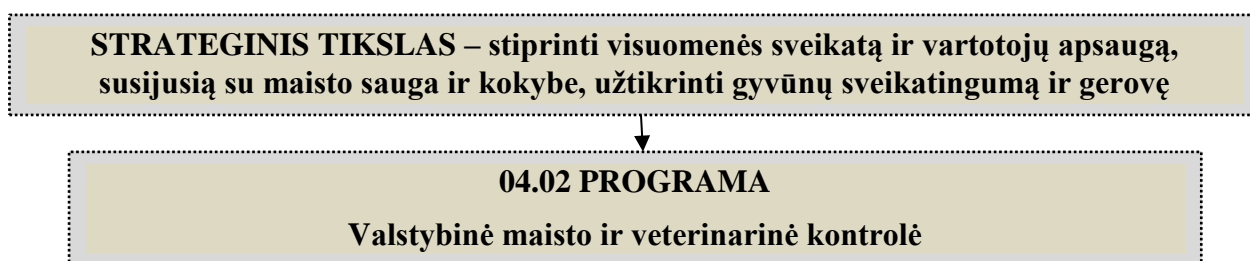 STRATEGINIS TIKSLAS – stiprinti visuomenės sveikatą ir vartotojų apsaugą,
susijusią su maisto sauga ir kokybe, užtikrinti gyvūnų sveikatingumą ir gerovę
04.02 PROGRAMA
Valstybinė maisto ir veterinarinė kontrolė